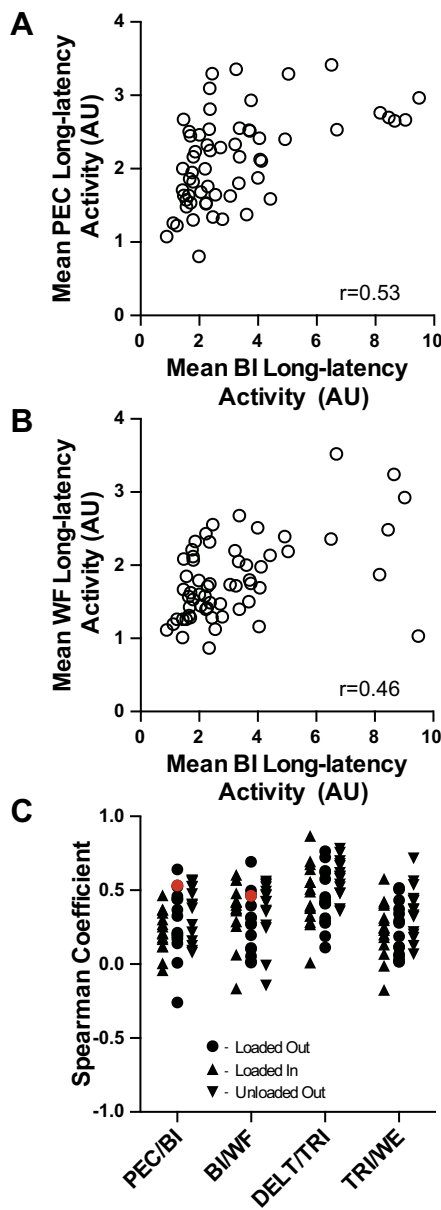 A
4
3
2
1
0
Mean PEC Long-latency
Activity (AU)
r=0.53
0 2 4 6 8 10
Mean BI Long-latency
Activity (AU)
B
4
3
2
1
0
Mean WF Long-latency
Activity (AU)
r=0.46
0 2 4 6 8 10
Mean BI Long-latency
Activity (AU)
C
1.0
0.5
0.0
-0.5
-1.0
Spearman Coefficient
- Loaded Out
- Loaded In
- Unloaded Out
PEC/BI
BI/WF
DELT/TRI
TRI/WE